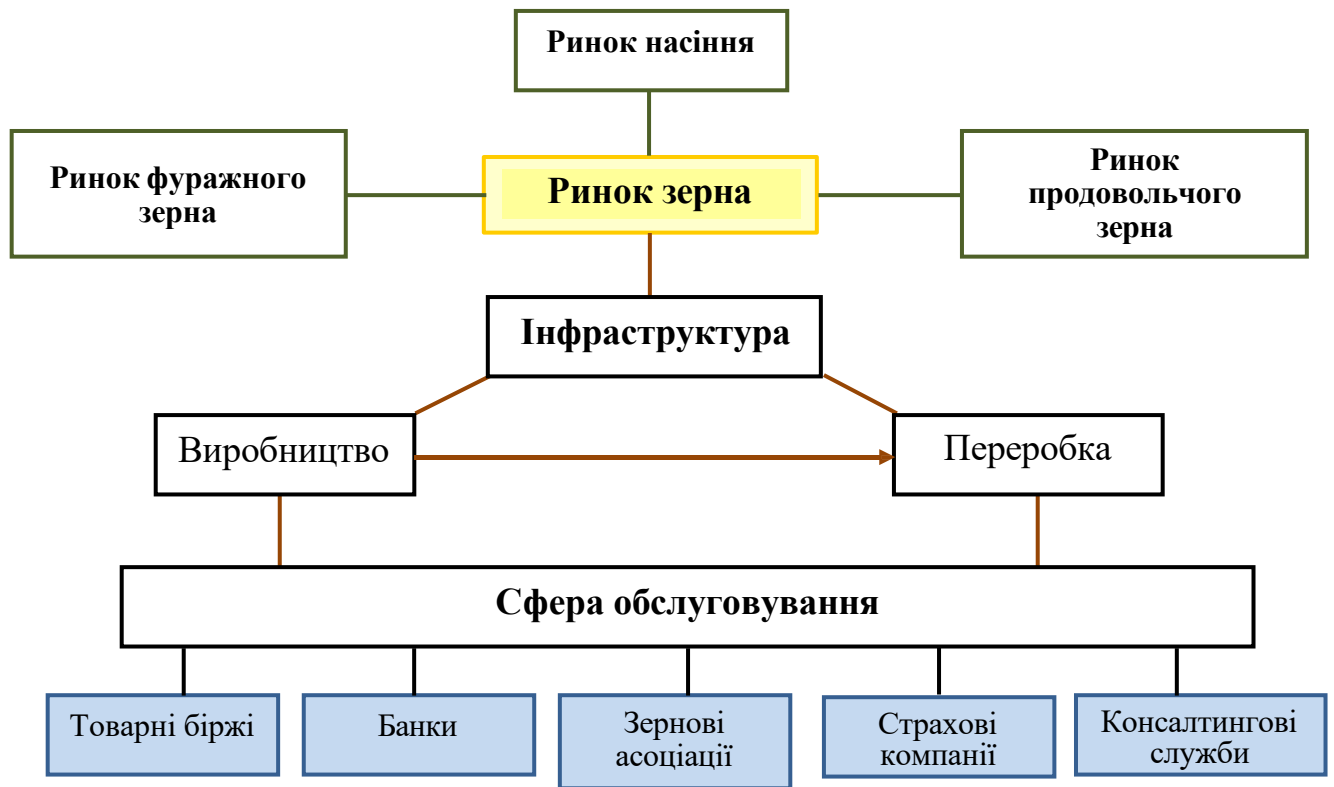 Ринок насіння
Ринок фуражного
зерна
Ринок зерна
Ринок
продовольчого
зерна
Інфраструктура
Виробництво
Переробка
Сфера обслуговування
Товарні біржі
Банки
Зернові
асоціації
Страхові
компанії
Консалтингові
служби